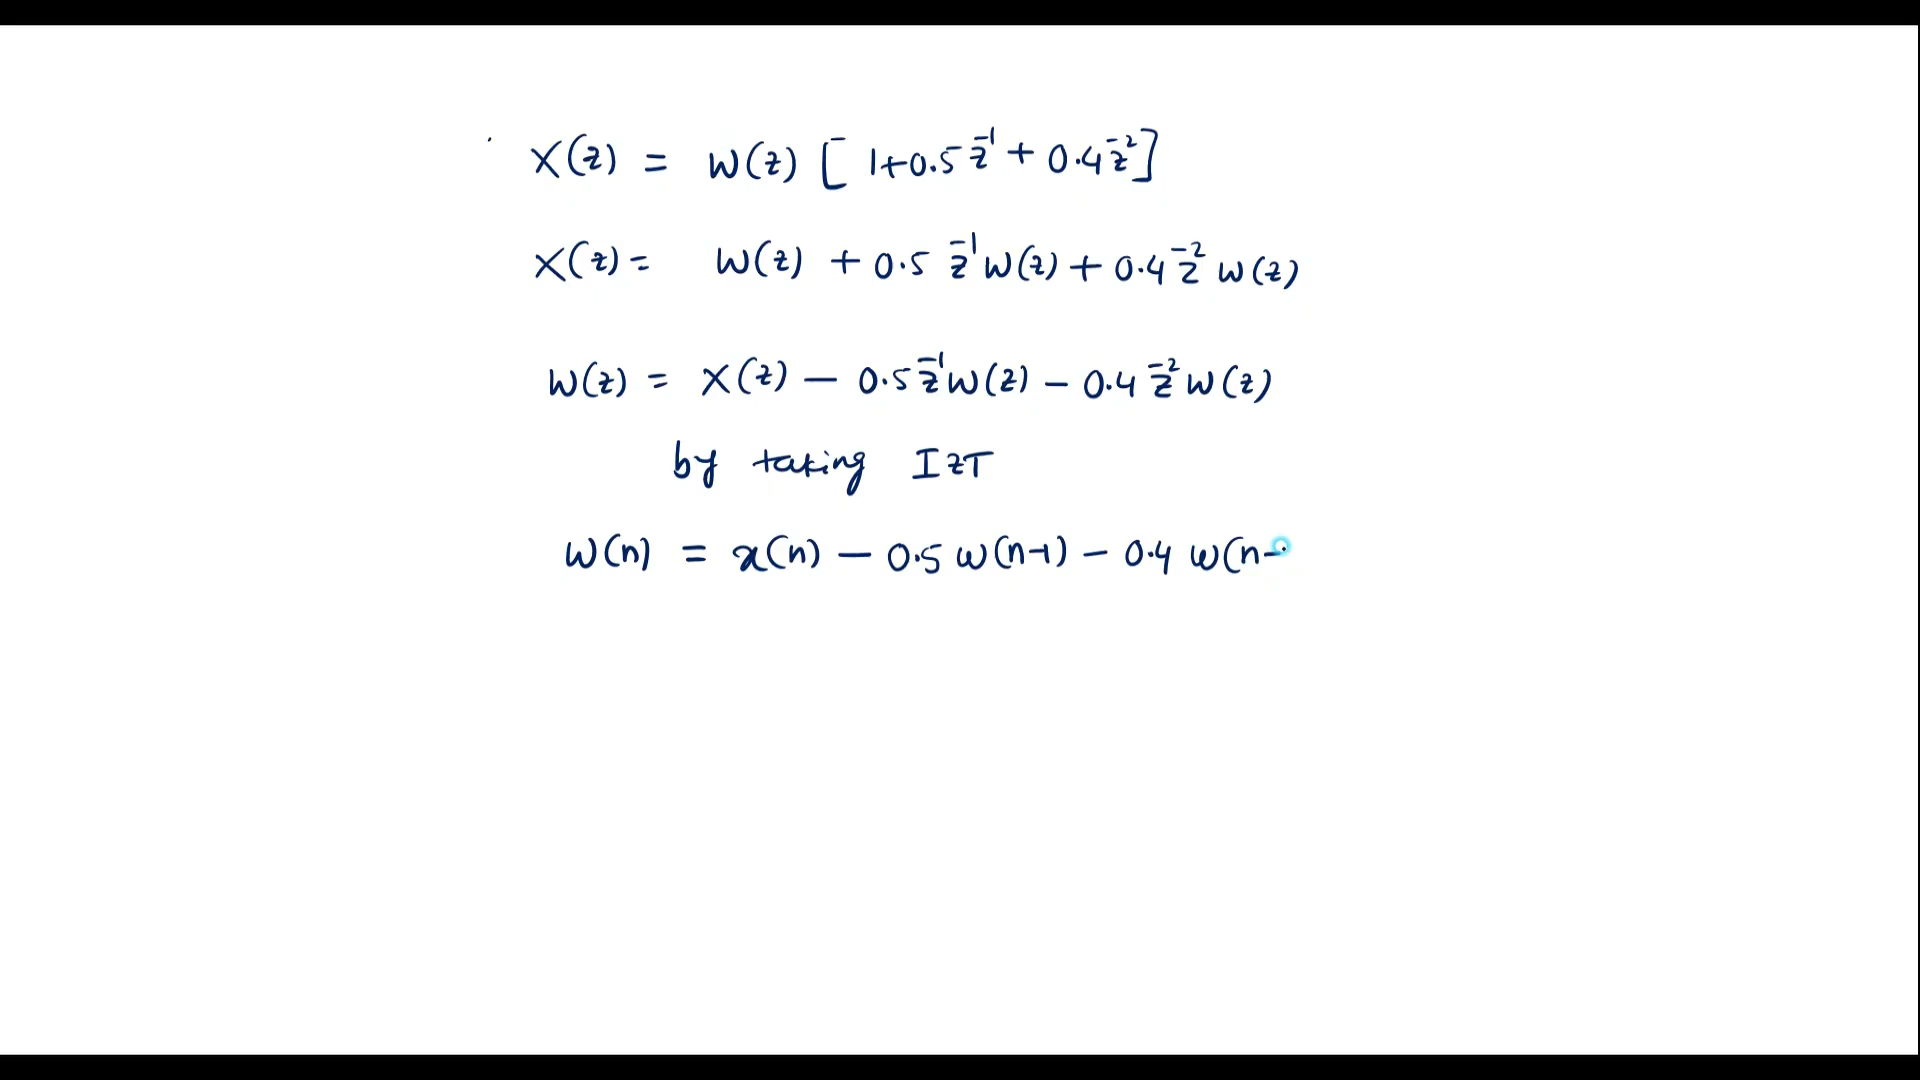 X(z) = W(z) [ 1+0.5 z⁻¹ + 0.4 z⁻²]
X(z) = W(z) + 0.5 z⁻¹ W(z) + 0.4 z⁻² W(z)
W(z) = X(z) – 0.5 z⁻¹ W(z) – 0.4 z⁻² W(z)
by taking IZT
W(n) = x(n) – 0.5 w(n-1) – 0.4 w(n-